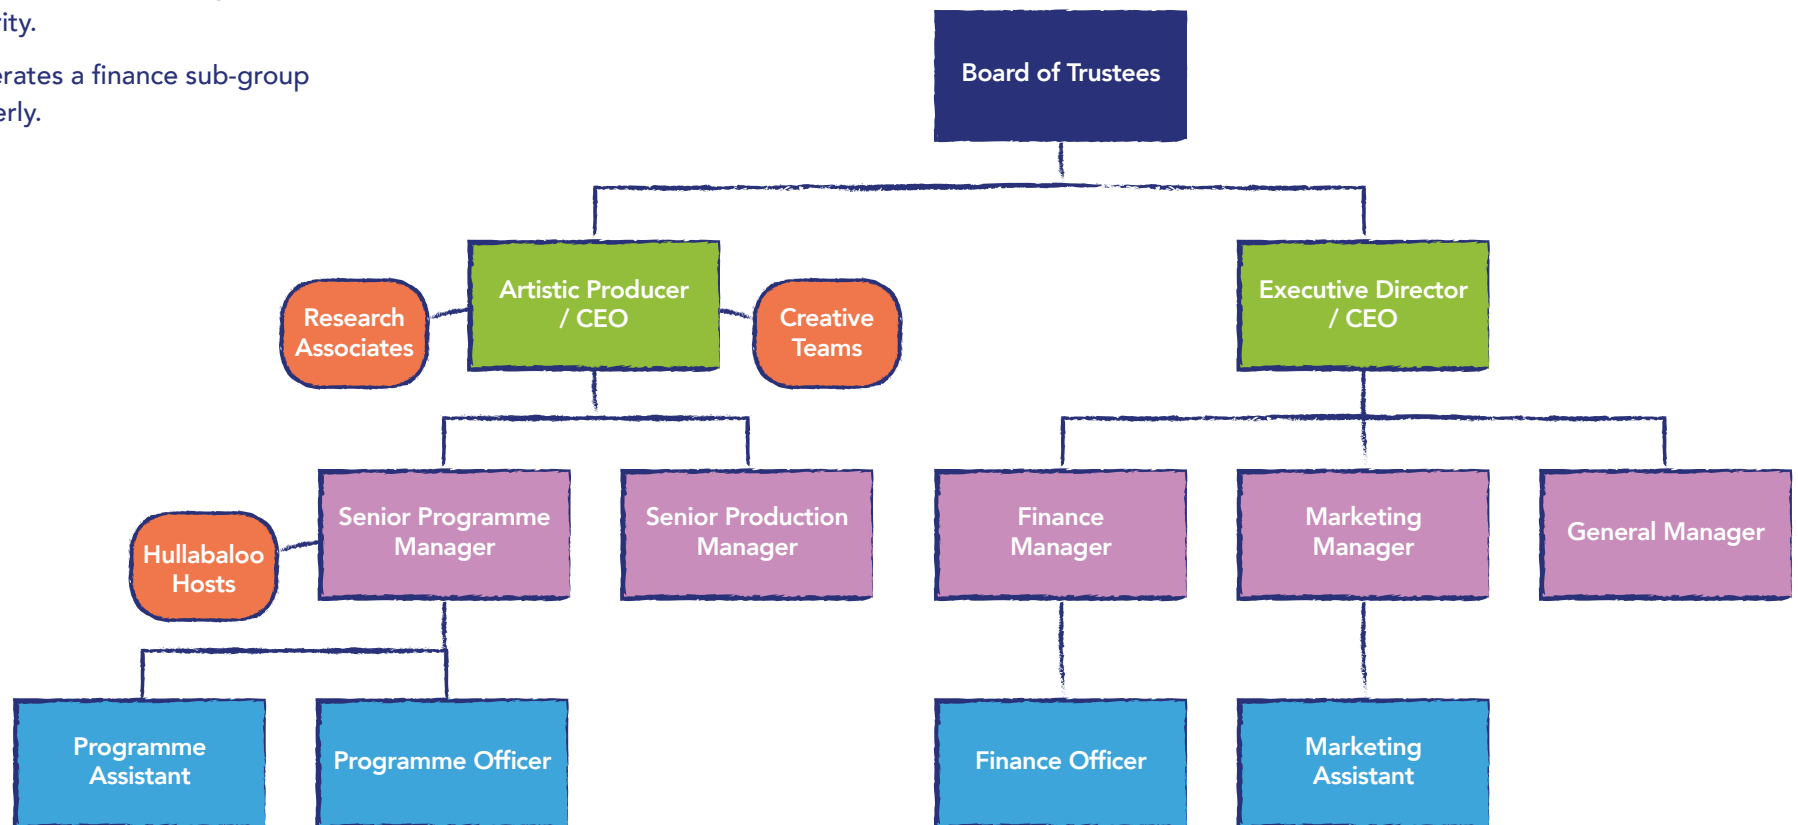 rity.
erates a finance sub-group
erly.
Board of Trustees
Artistic Producer
/ CEO
Executive Director
/ CEO
Research
Associates
Creative
Teams
Senior Programme
Manager
Senior Production
Manager
Finance
Manager
Marketing
Manager
General Manager
Hullabaloo
Hosts
Programme
Assistant
Programme Officer
Finance Officer
Marketing
Assistant